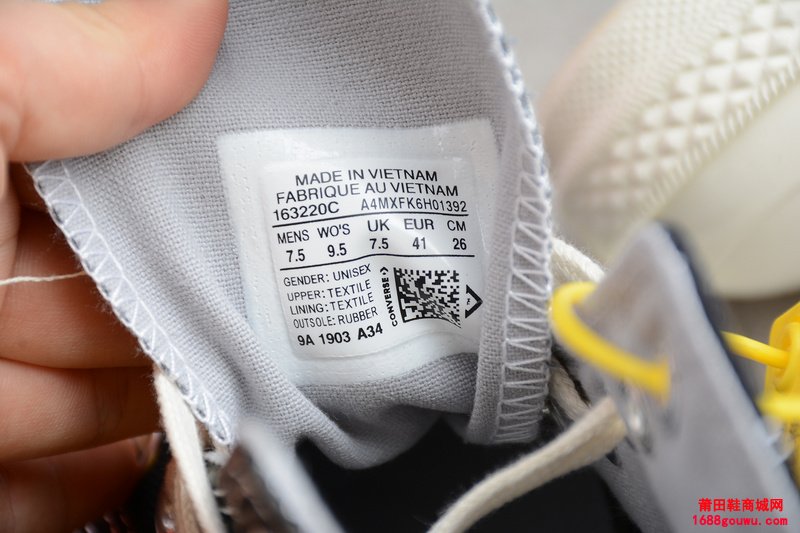 MADE IN VIETNAM
FABRIQUE AU VIETNAM
163220C A4MXFK6H01392
MENS WO'S UK EUR CM
7.5 9.5 7.5 41 26
GENDER: UNISEX
UPPER: TEXTILE
LINING: TEXTILE
OUTSOLE: RUBBER
9A 1903 A34
CONVERSE
莆田鞋商城网
1688gouwu.com